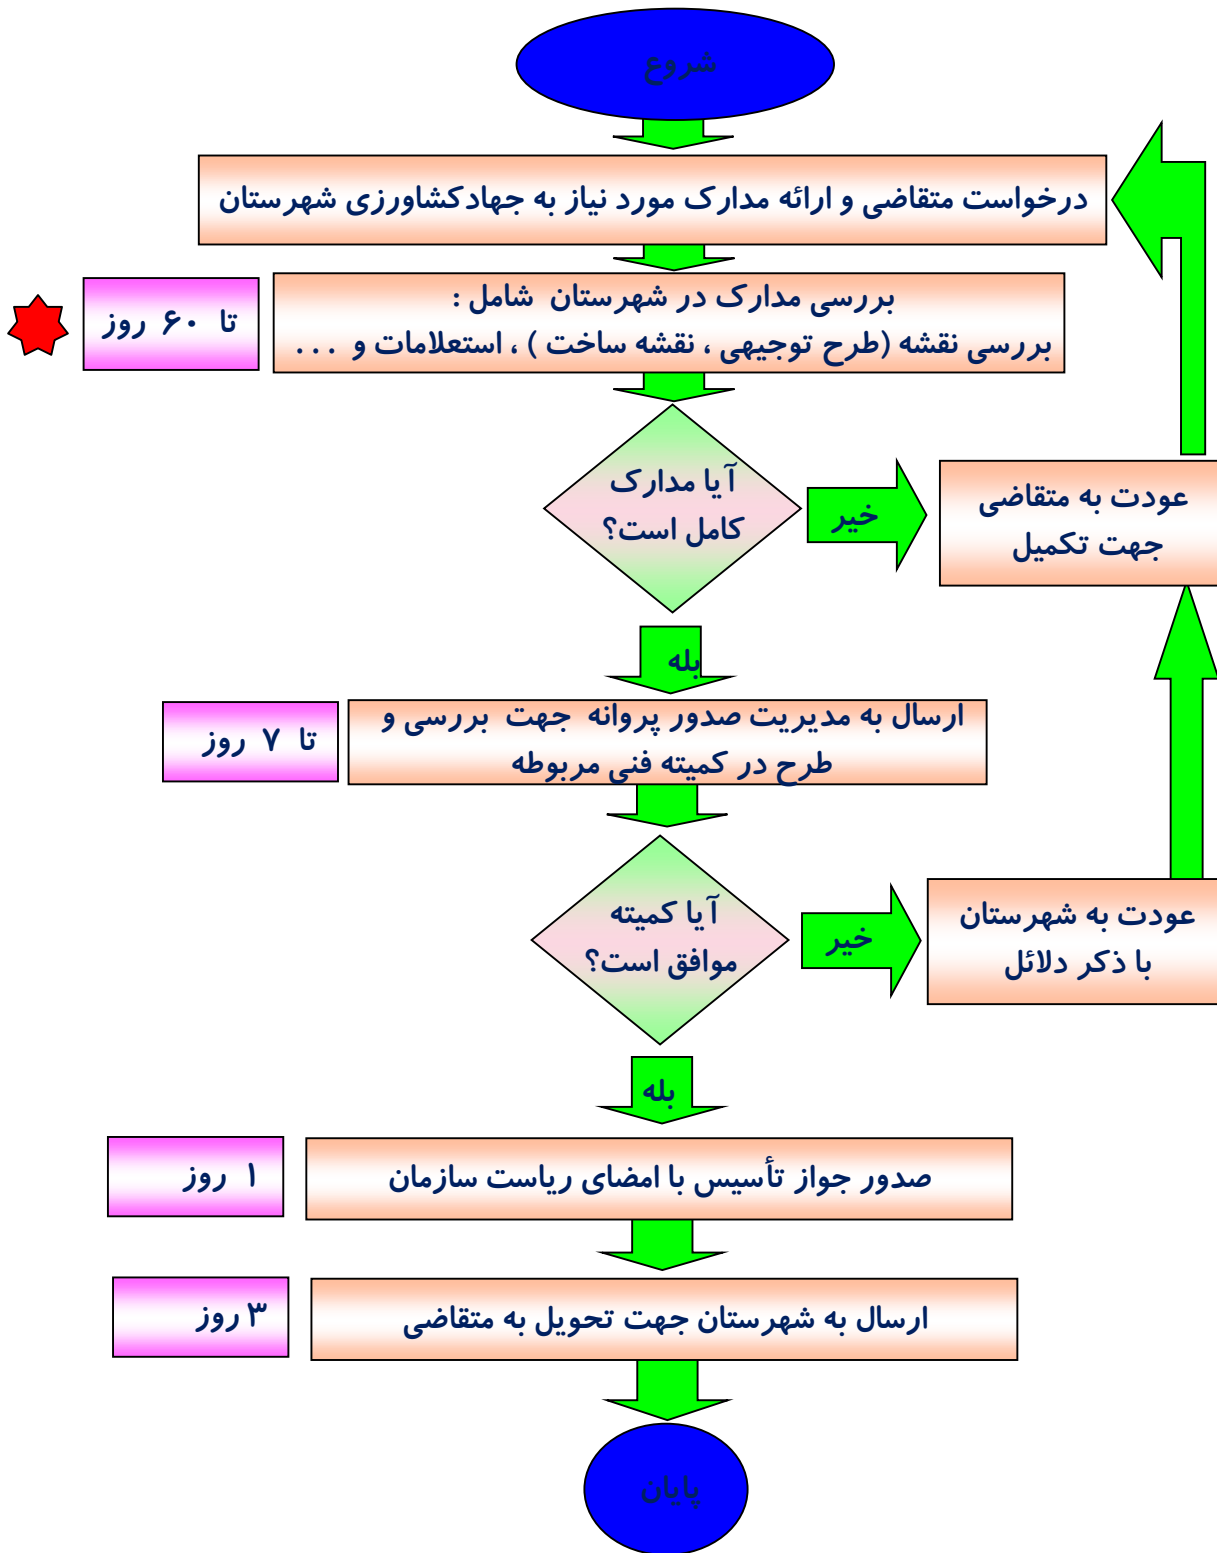 شروع
درخواست متقاضی و ارائه مدارک مورد نیاز به جهادکشاورزی شهرستان
بررسی مدارک در شهرستان شامل :
بررسی نقشه (طرح توجیهی ، نقشه ساخت ) ، استعلامات و ...
تا ۶۰ روز
آیا مدارک
کامل است؟
خیر
عودت به متقاضی
جهت تکمیل
بله
ارسال به مدیریت صدور پروانه جهت بررسی و
طرح در کمیته فنی مربوطه
تا ۷ روز
آیا کمیته
موافق است؟
خیر
عودت به شهرستان
با ذکر دلائل
بله
صدور جواز تأسیس با امضای ریاست سازمان
۱ روز
ارسال به شهرستان جهت تحویل به متقاضی
۳ روز
پایان